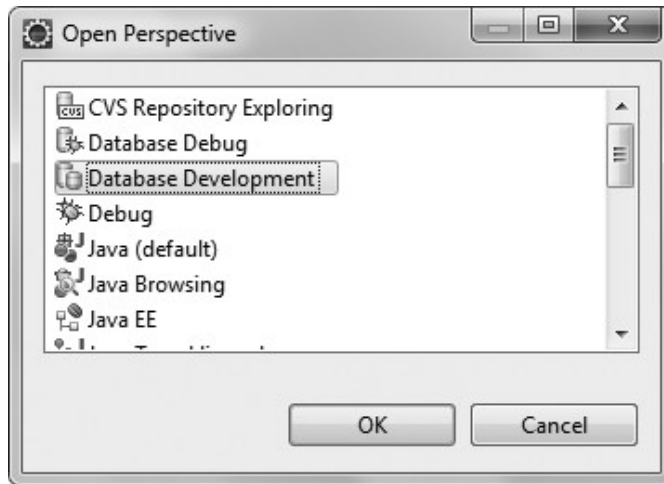 Open Perspective
CVS Repository Exploring
Database Debug
Database Development
Debug
Java (default)
Java Browsing
Java EE
OK
Cancel